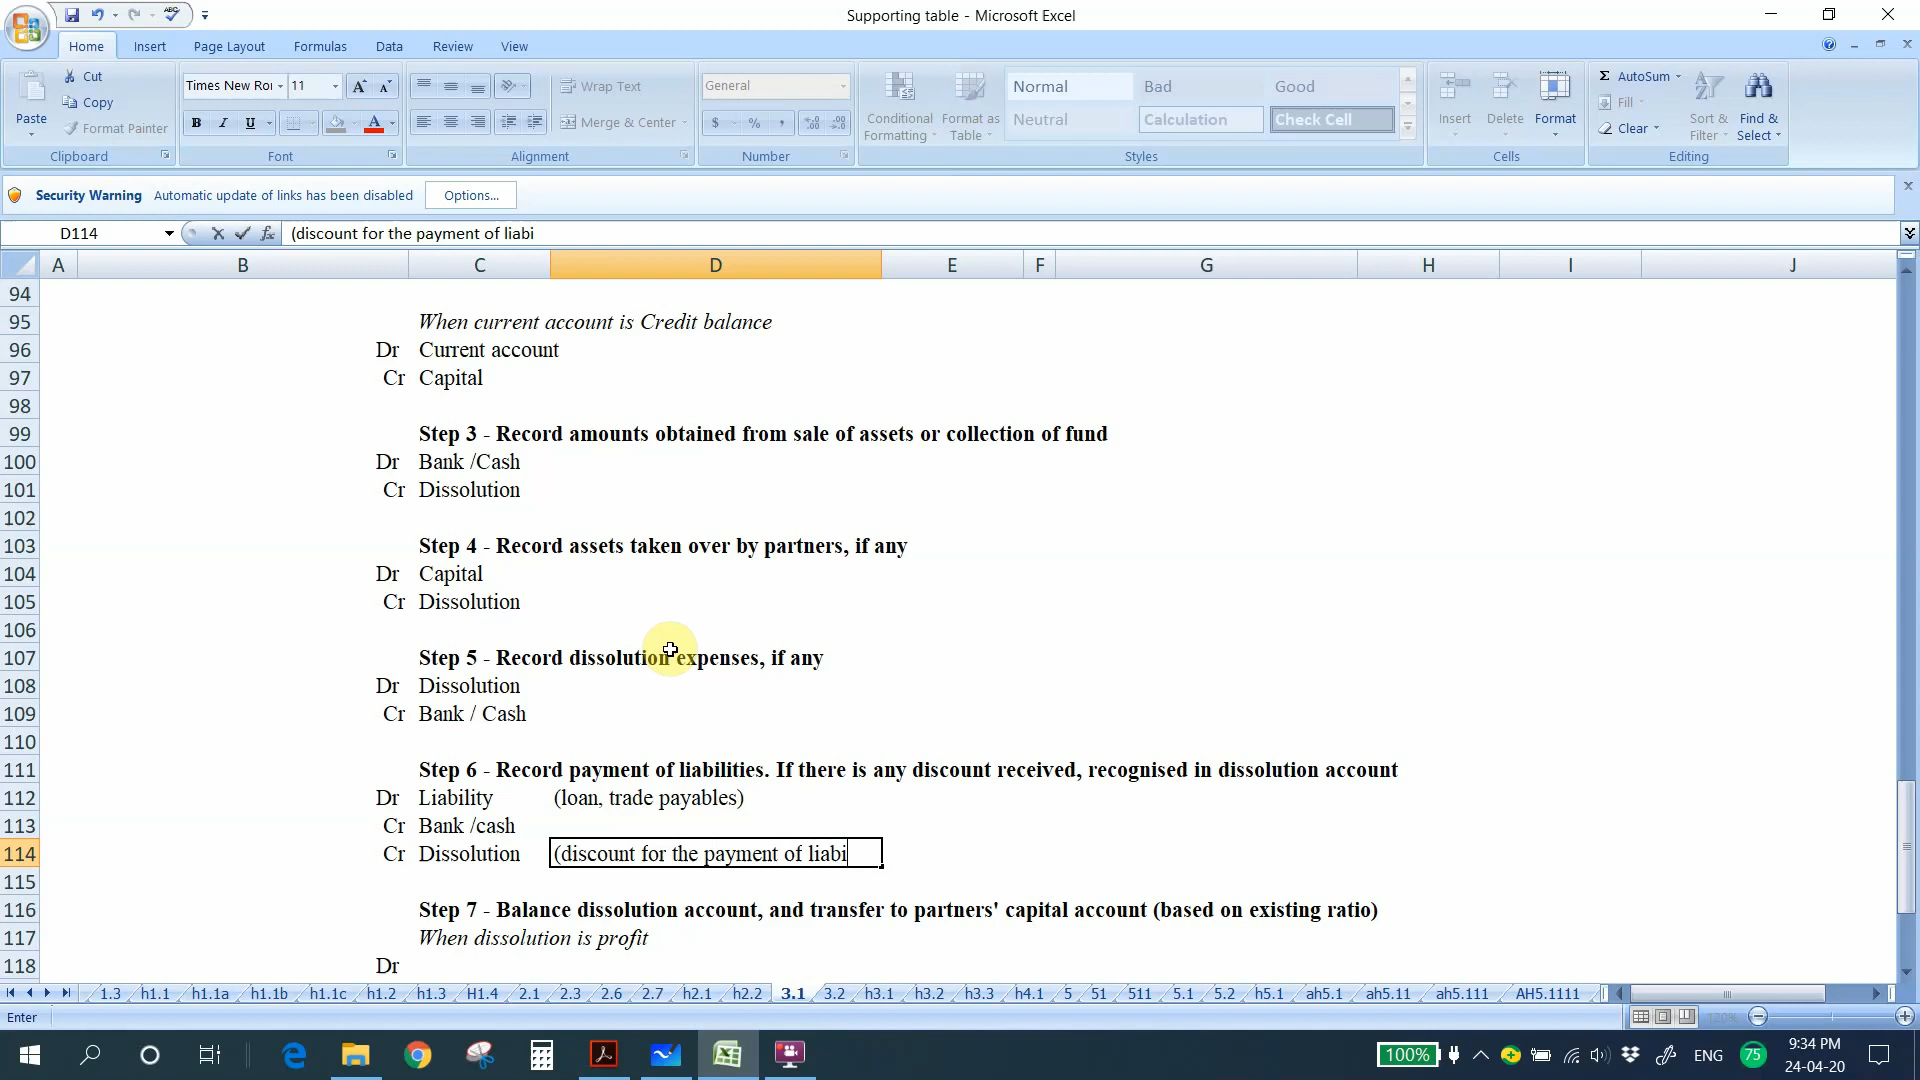 Supporting table - Microsoft Excel
Home Insert Page Layout Formulas Data Review View
Paste
Cut
Copy
Format Painter
Clipboard
Times New Roı 11
B I U
Font
Wrap Text
Merge & Center
Alignment
General
$ % ,
Number
Conditional Formatting
Format as Table
Normal Bad Good
Neutral Calculation Check Cell
Styles
Insert Delete Format
Cells
AutoSum
Fill
Clear
Sort & Filter
Find & Select
Editing
Security Warning Automatic update of links has been disabled Options...
D114 fx (discount for the payment of liabi
A B C D E F G H I J
94
95 When current account is Credit balance
96 Dr Current account
97 Cr Capital
98
99 Step 3 - Record amounts obtained from sale of assets or collection of fund
100 Dr Bank /Cash
101 Cr Dissolution
102
103 Step 4 - Record assets taken over by partners, if any
104 Dr Capital
105 Cr Dissolution
106
107 Step 5 - Record dissolution expenses, if any
108 Dr Dissolution
109 Cr Bank / Cash
110
111 Step 6 - Record payment of liabilities. If there is any discount received, recognised in dissolution account
112 Dr Liability (loan, trade payables)
113 Cr Bank /cash
114 Cr Dissolution (discount for the payment of liabi
115
116 Step 7 - Balance dissolution account, and transfer to partners' capital account (based on existing ratio)
117 When dissolution is profit
118 Dr
1.3 h1.1 h1.1a h1.1b h1.1c h1.2 h1.3 H1.4 2.1 2.3 2.6 2.7 h2.1 h2.2 3.1 3.2 h3.1 h3.2 h3.3 h4.1 5 51 511 5.1 5.2 h5.1 ah5.1 ah5.11 ah5.111 AH5.1111
Enter 120%
100% ENG 75 9:34 PM
24-04-20